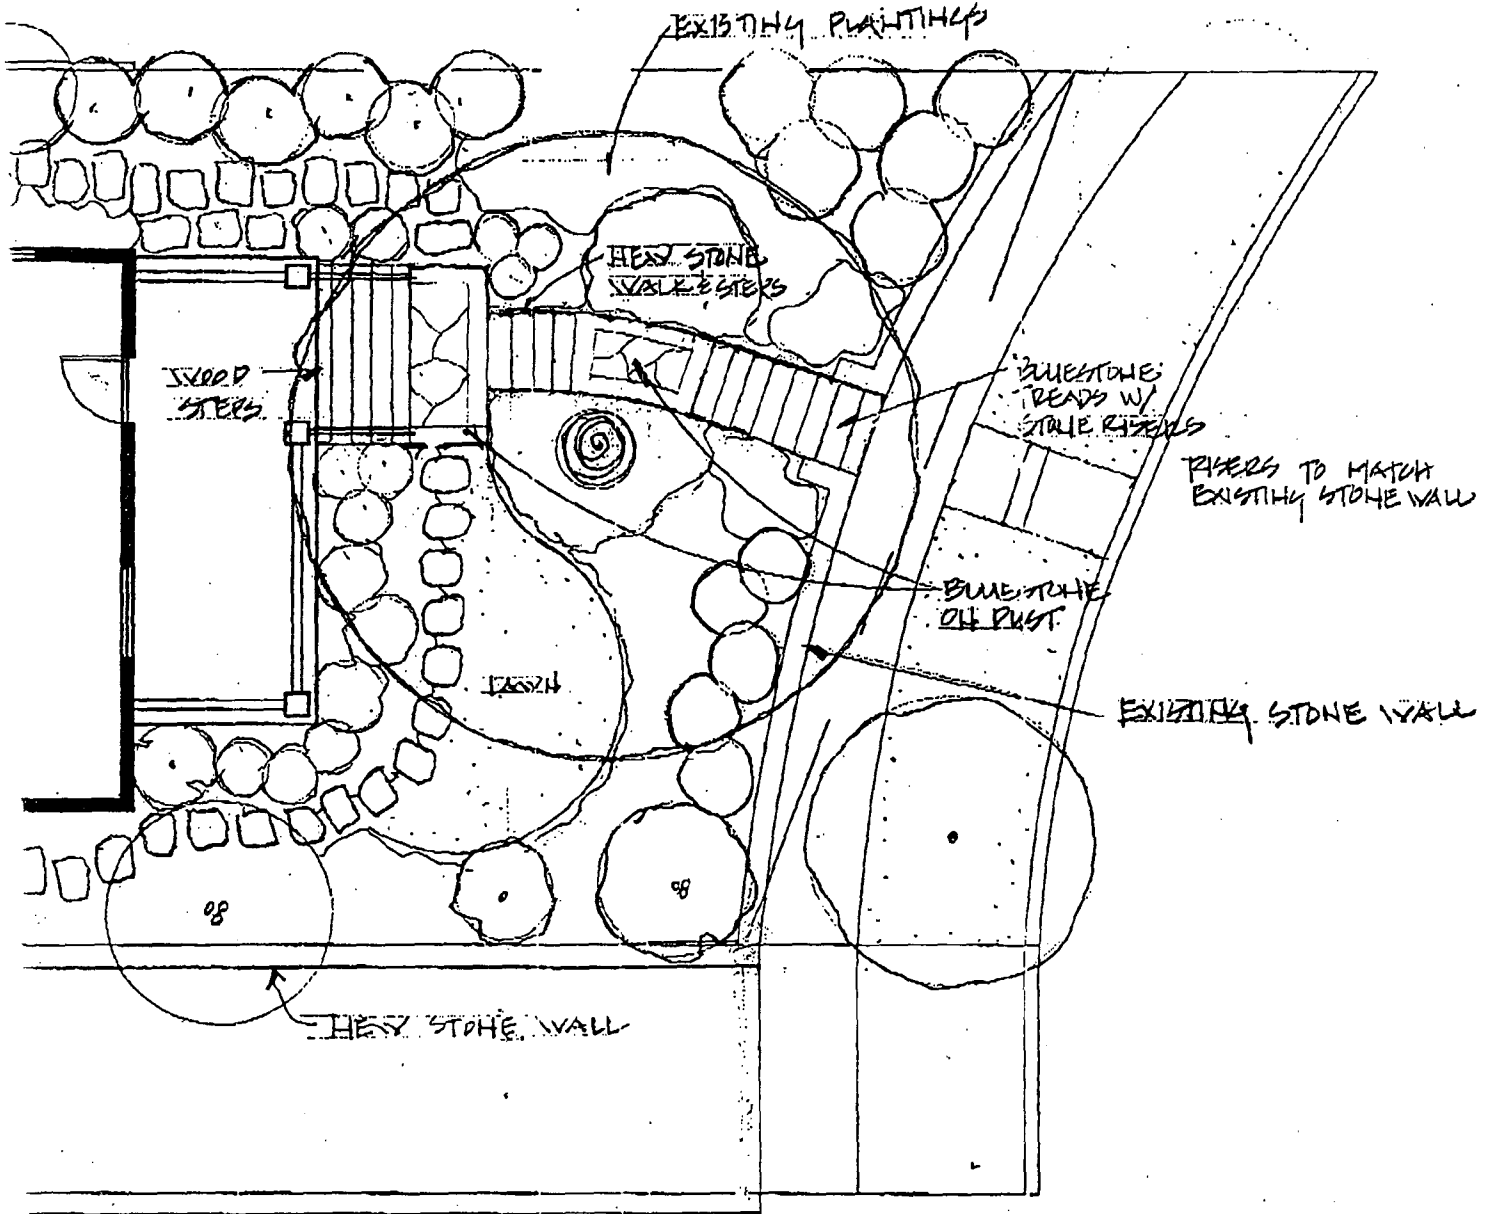 EXISTING PLANTINGS
NEW STONE
WALK & STEPS
WOOD
STEPS
BLUESTONE
TREADS W/
STONE RISERS
RISERS TO MATCH
EXISTING STONE WALL
BLUESTONE
ON DUST
LAWN
EXISTING STONE WALL
NEW STONE WALL